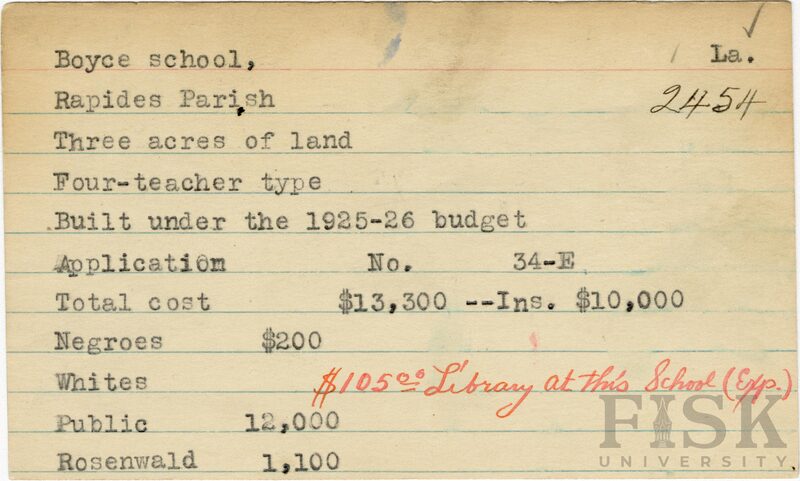 Boyce school, La.
Rapides Parish 2454
Three acres of land
Four-teacher type
Built under the 1925-26 budget
Application No. 34-E
Total cost $13,300 --Ins. $10,000
Negroes $200
Whites $105.00 Library at this School (Exp.)
Public 12,000
Rosenwald 1,100
FISK
UNIVERSITY